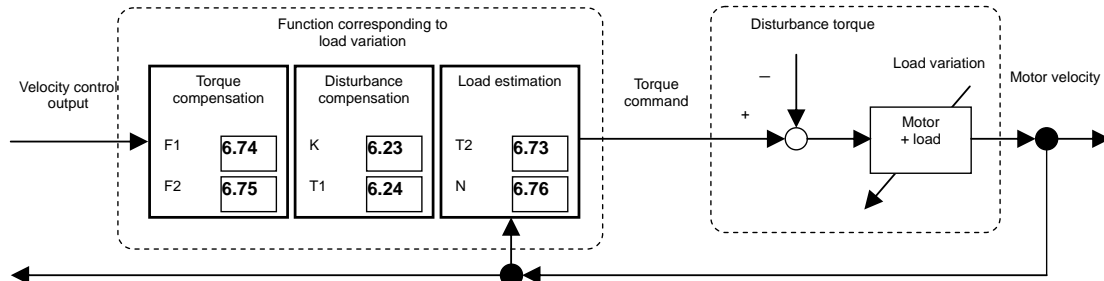 Function corresponding to
load variation
Disturbance torque
Velocity control
output
Torque
compensation
F1 6.74
F2 6.75
Disturbance
compensation
K 6.23
T1 6.24
Load estimation
T2 6.73
N 6.76
Torque
command
+
–
Load variation
Motor
+ load
Motor velocity